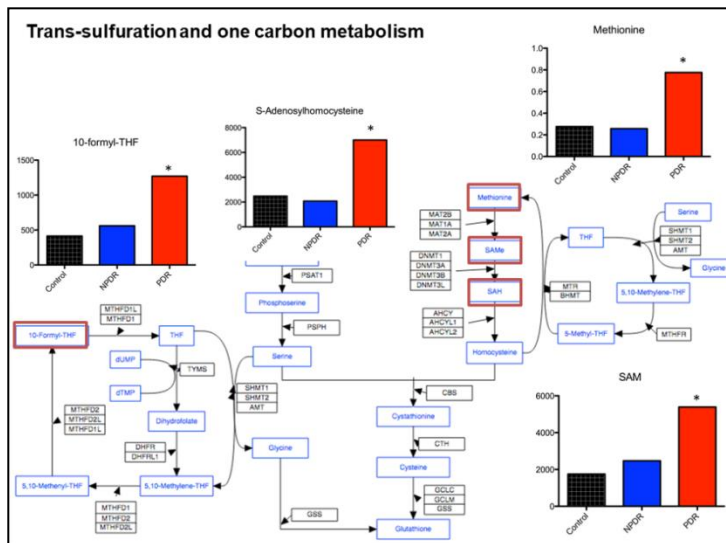 Trans-sulfuration and one carbon metabolism
Methionine
1.0
0.8
0.6
0.4
0.2
0.0
*
Control
NPDR
PDR
S-Adenosylhomocysteine
8000
6000
4000
2000
0
*
Control
NPDR
PDR
10-formyl-THF
1500
1000
500
0
*
Control
NPDR
PDR
Methionine
MAT2B
MAT1A
MAT2A
SAMe
DNMT1
DNMT3A
DNMT3B
DNMT3L
SAH
AHCY
AHCYL1
AHCYL2
Homocysteine
THF
Serine
SHMT1
SHMT2
AMT
Glycine
MTR
BHMT
5,10-Methylene-THF
5-Methyl-THF
MTHFR
PSAT1
Phosphoserine
PSPH
Serine
MTHFD1L
MTHFD1
10-Formyl-THF
THF
dUMP
TYMS
dTMP
SHMT1
SHMT2
AMT
MTHFD2
MTHFD2L
MTHFD1L
Dihydrofolate
DHFR
DHFRL1
Glycine
5,10-Methenyl-THF
5,10-Methylene-THF
MTHFD1
MTHFD2
MTHFD2L
GSS
CBS
Cystathionine
CTH
Cysteine
GCLC
GCLM
GSS
Glutathione
SAM
6000
4000
2000
0
*
Control
NPDR
PDR